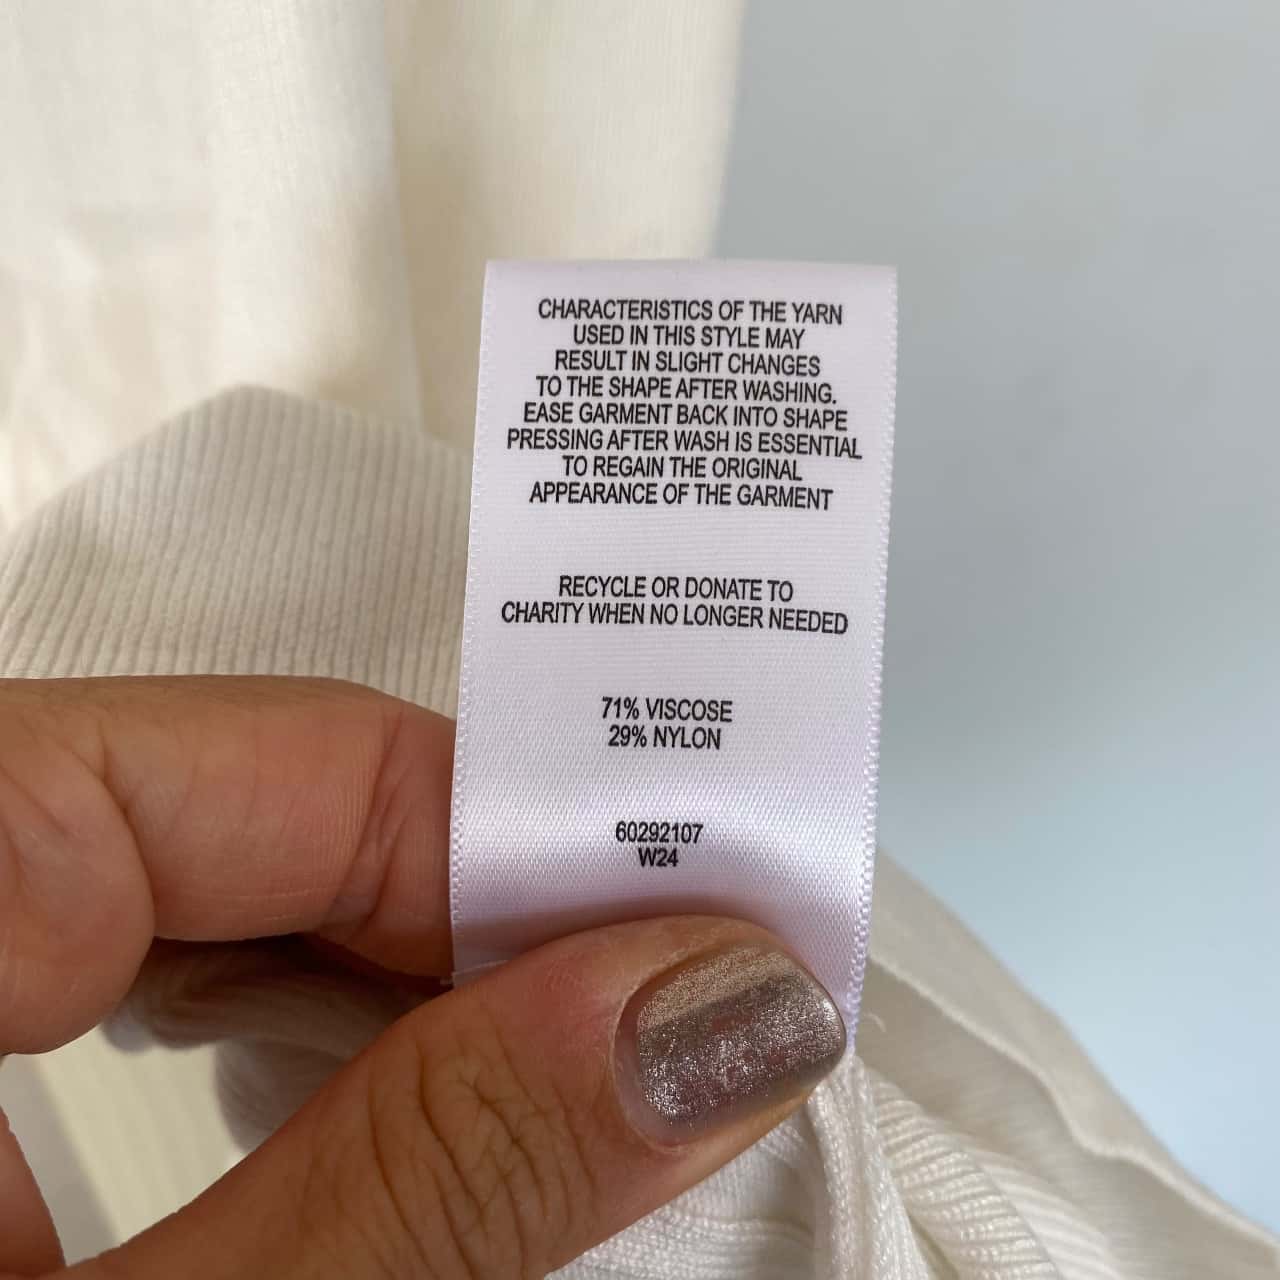 CHARACTERISTICS OF THE YARN
USED IN THIS STYLE MAY
RESULT IN SLIGHT CHANGES
TO THE SHAPE AFTER WASHING.
EASE GARMENT BACK INTO SHAPE
PRESSING AFTER WASH IS ESSENTIAL
TO REGAIN THE ORIGINAL
APPEARANCE OF THE GARMENT
RECYCLE OR DONATE TO
CHARITY WHEN NO LONGER NEEDED
71% VISCOSE
29% NYLON
60292107
W24